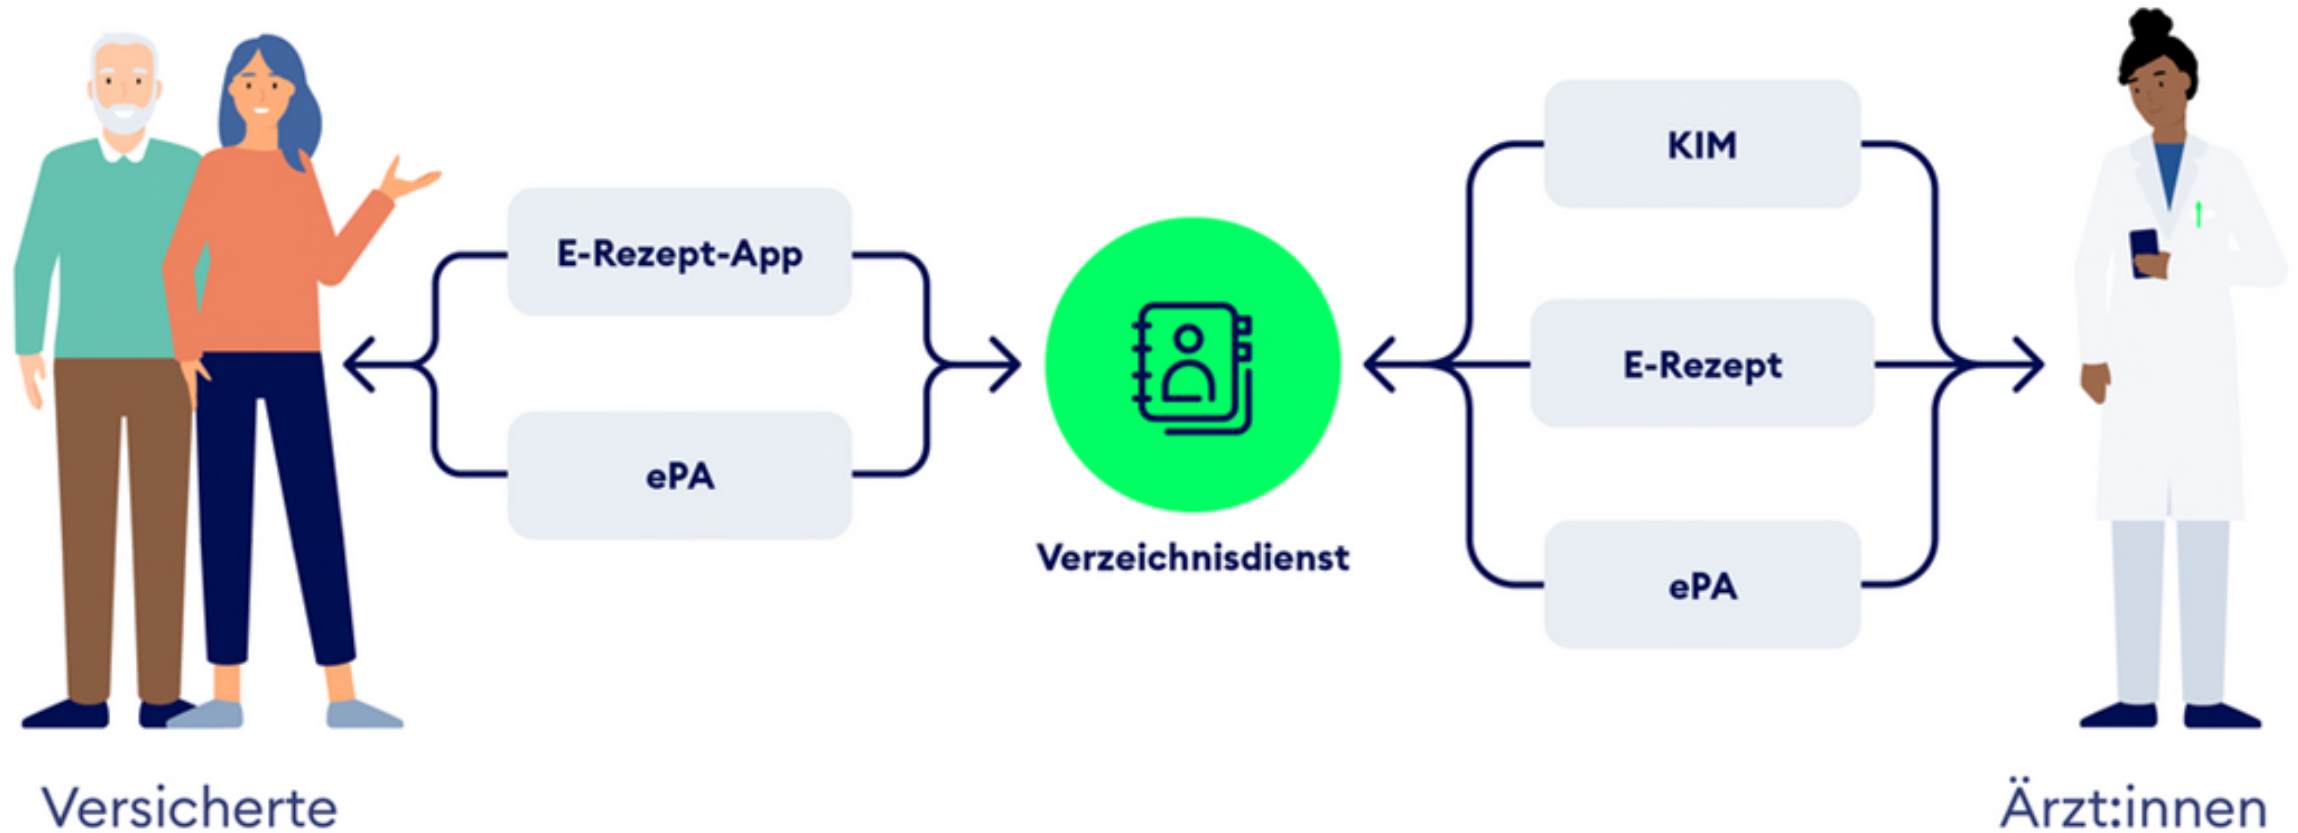 E-Rezept-App
ePA
Verzeichnisdienst
KIM
E-Rezept
ePA
Versicherte
Ärzt:innen